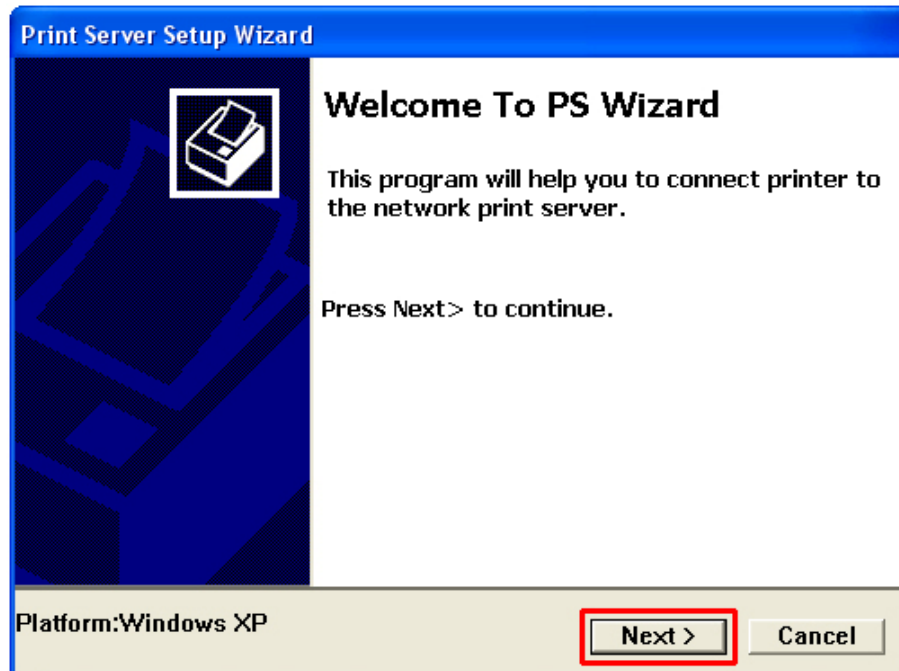 Print Server Setup Wizard
Welcome To PS Wizard
This program will help you to connect printer to
the network print server.
Press Next> to continue.
Platform:Windows XP
Next >
Cancel